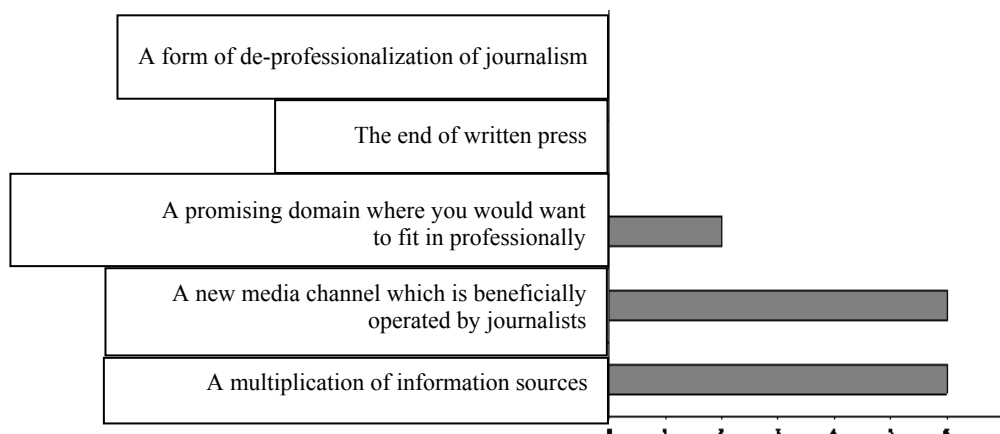 A form of de-professionalization of journalism
The end of written press
A promising domain where you would want
to fit in professionally
A new media channel which is beneficially
operated by journalists
A multiplication of information sources